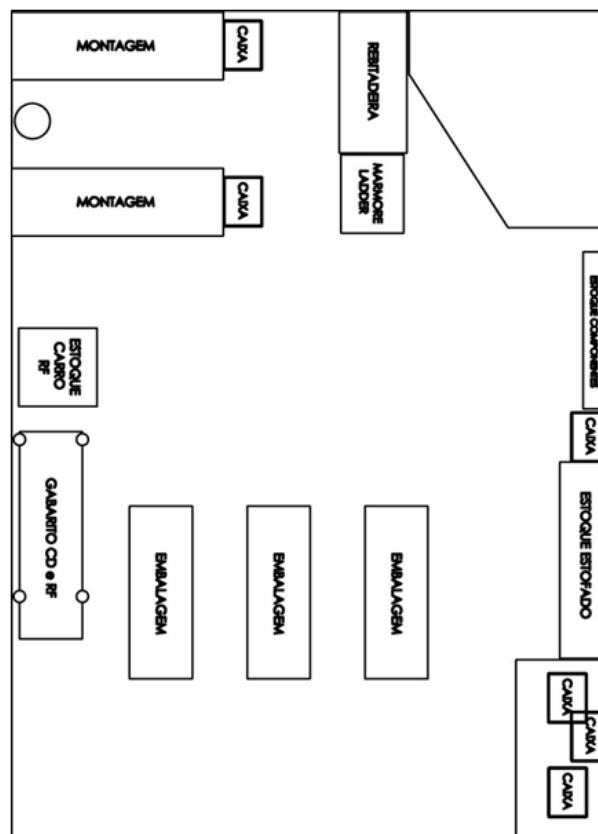 MONTAGEM
CAIXA
REBITADEIRA
MARMORE
LADDER
MONTAGEM
CAIXA
ESTOQUE COMPONENTES
ESTOQUE
CARRO
RF
CAIXA
GABARITO CD e RF
ESTOQUE ESTOFADO
EMBALAGEM
EMBALAGEM
EMBALAGEM
CAIXA
CAIXA
CAIXA